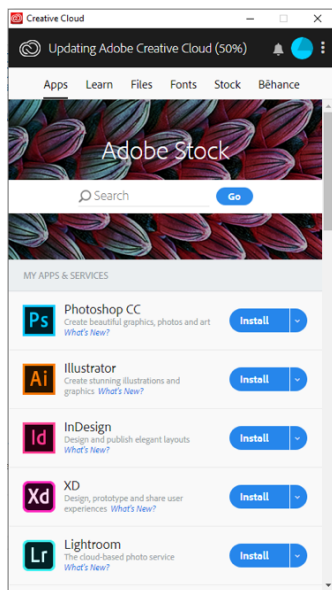 Creative Cloud
Updating Adobe Creative Cloud (50%)
Apps Learn Files Fonts Stock Bēhance
Adobe Stock
Search Go
MY APPS & SERVICES
Ps Photoshop CC
Create beautiful graphics, photos and art
What's New?
Install
Ai Illustrator
Create stunning illustrations and
graphics What's New?
Install
Id InDesign
Design and publish elegant layouts
What's New?
Install
Xd XD
Design, prototype and share user
experiences What's New?
Install
Lr Lightroom
The cloud-based photo service
What's New?
Install